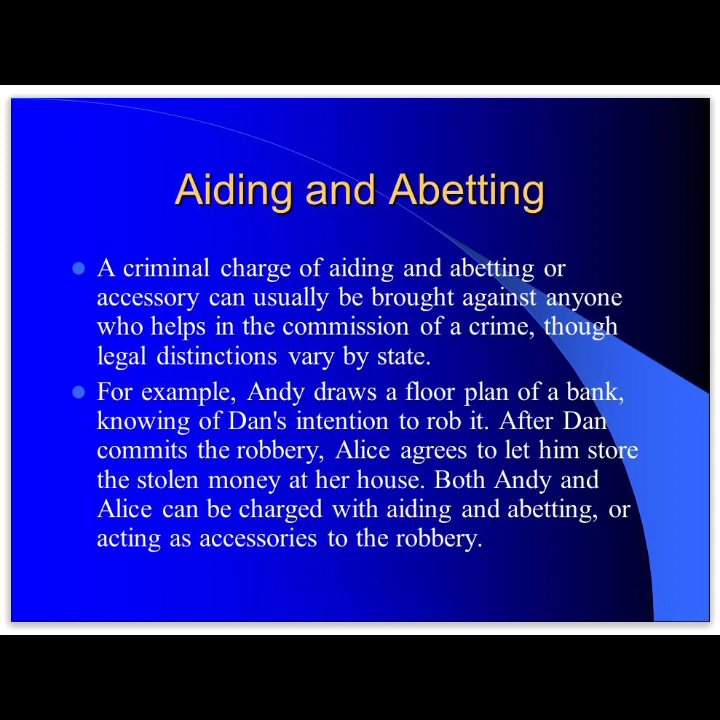 Aiding and Abetting
A criminal charge of aiding and abetting or
accessory can usually be brought against anyone
who helps in the commission of a crime, though
legal distinctions vary by state.
For example, Andy draws a floor plan of a bank,
knowing of Dan's intention to rob it. After Dan
commits the robbery, Alice agrees to let him store
the stolen money at her house. Both Andy and
Alice can be charged with aiding and abetting, or
acting as accessories to the robbery.